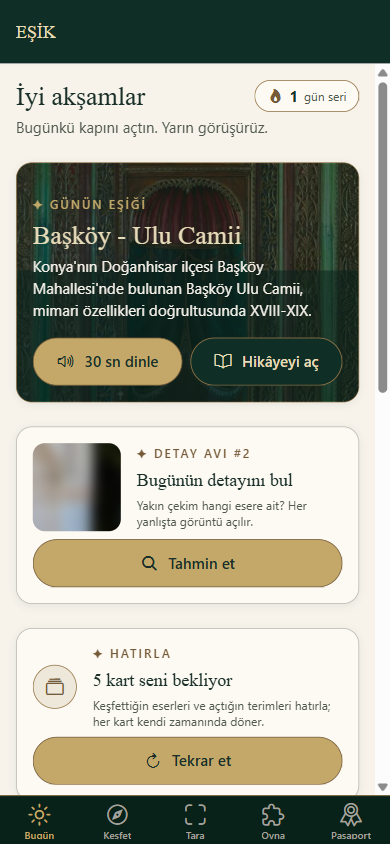 EŞİK
İyi akşamlar
1 gün seri
Bugünkü kapını açtın. Yarın görüşürüz.
GÜNÜN EŞİĞİ
Başköy - Ulu Camii
Konya'nın Doğanhisar ilçesi Başköy
Mahallesi'nde bulunan Başköy Ulu Camii,
mimari özellikleri doğrultusunda XVIII-XIX.
30 sn dinle
Hikâyeyi aç
DETAY AVI #2
Bugünün detayını bul
Yakın çekim hangi esere ait? Her
yanlışta görüntü açılır.
Tahmin et
HATIRLA
5 kart seni bekliyor
Keşfettiğin eserleri ve açtığın terimleri hatırla;
her kart kendi zamanında döner.
Tekrar et
Bugün
Keşfet
Tara
Oyna
Pasaport